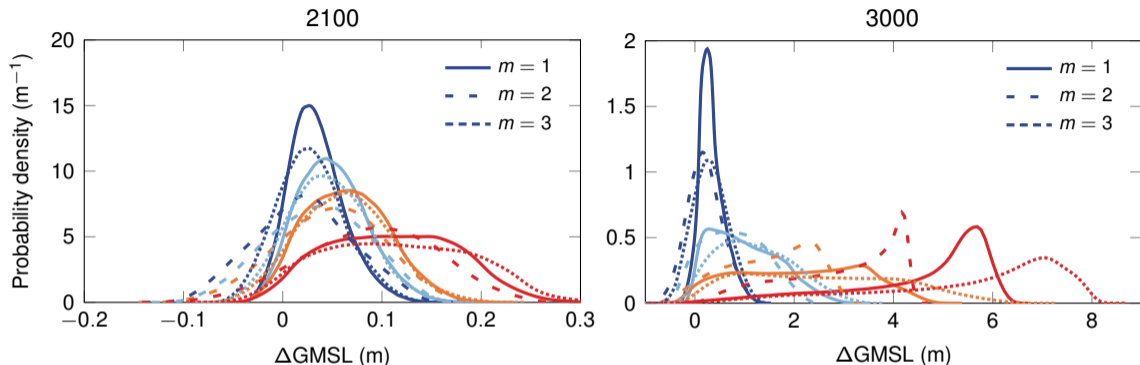 2100
3000
Probability density (m⁻¹)
20
15
10
5
0
−0.2
−0.1
0
0.1
0.2
0.3
ΔGMSL (m)
m = 1
m = 2
m = 3
2
1.5
1
0.5
0
0
2
4
6
8
ΔGMSL (m)
m = 1
m = 2
m = 3